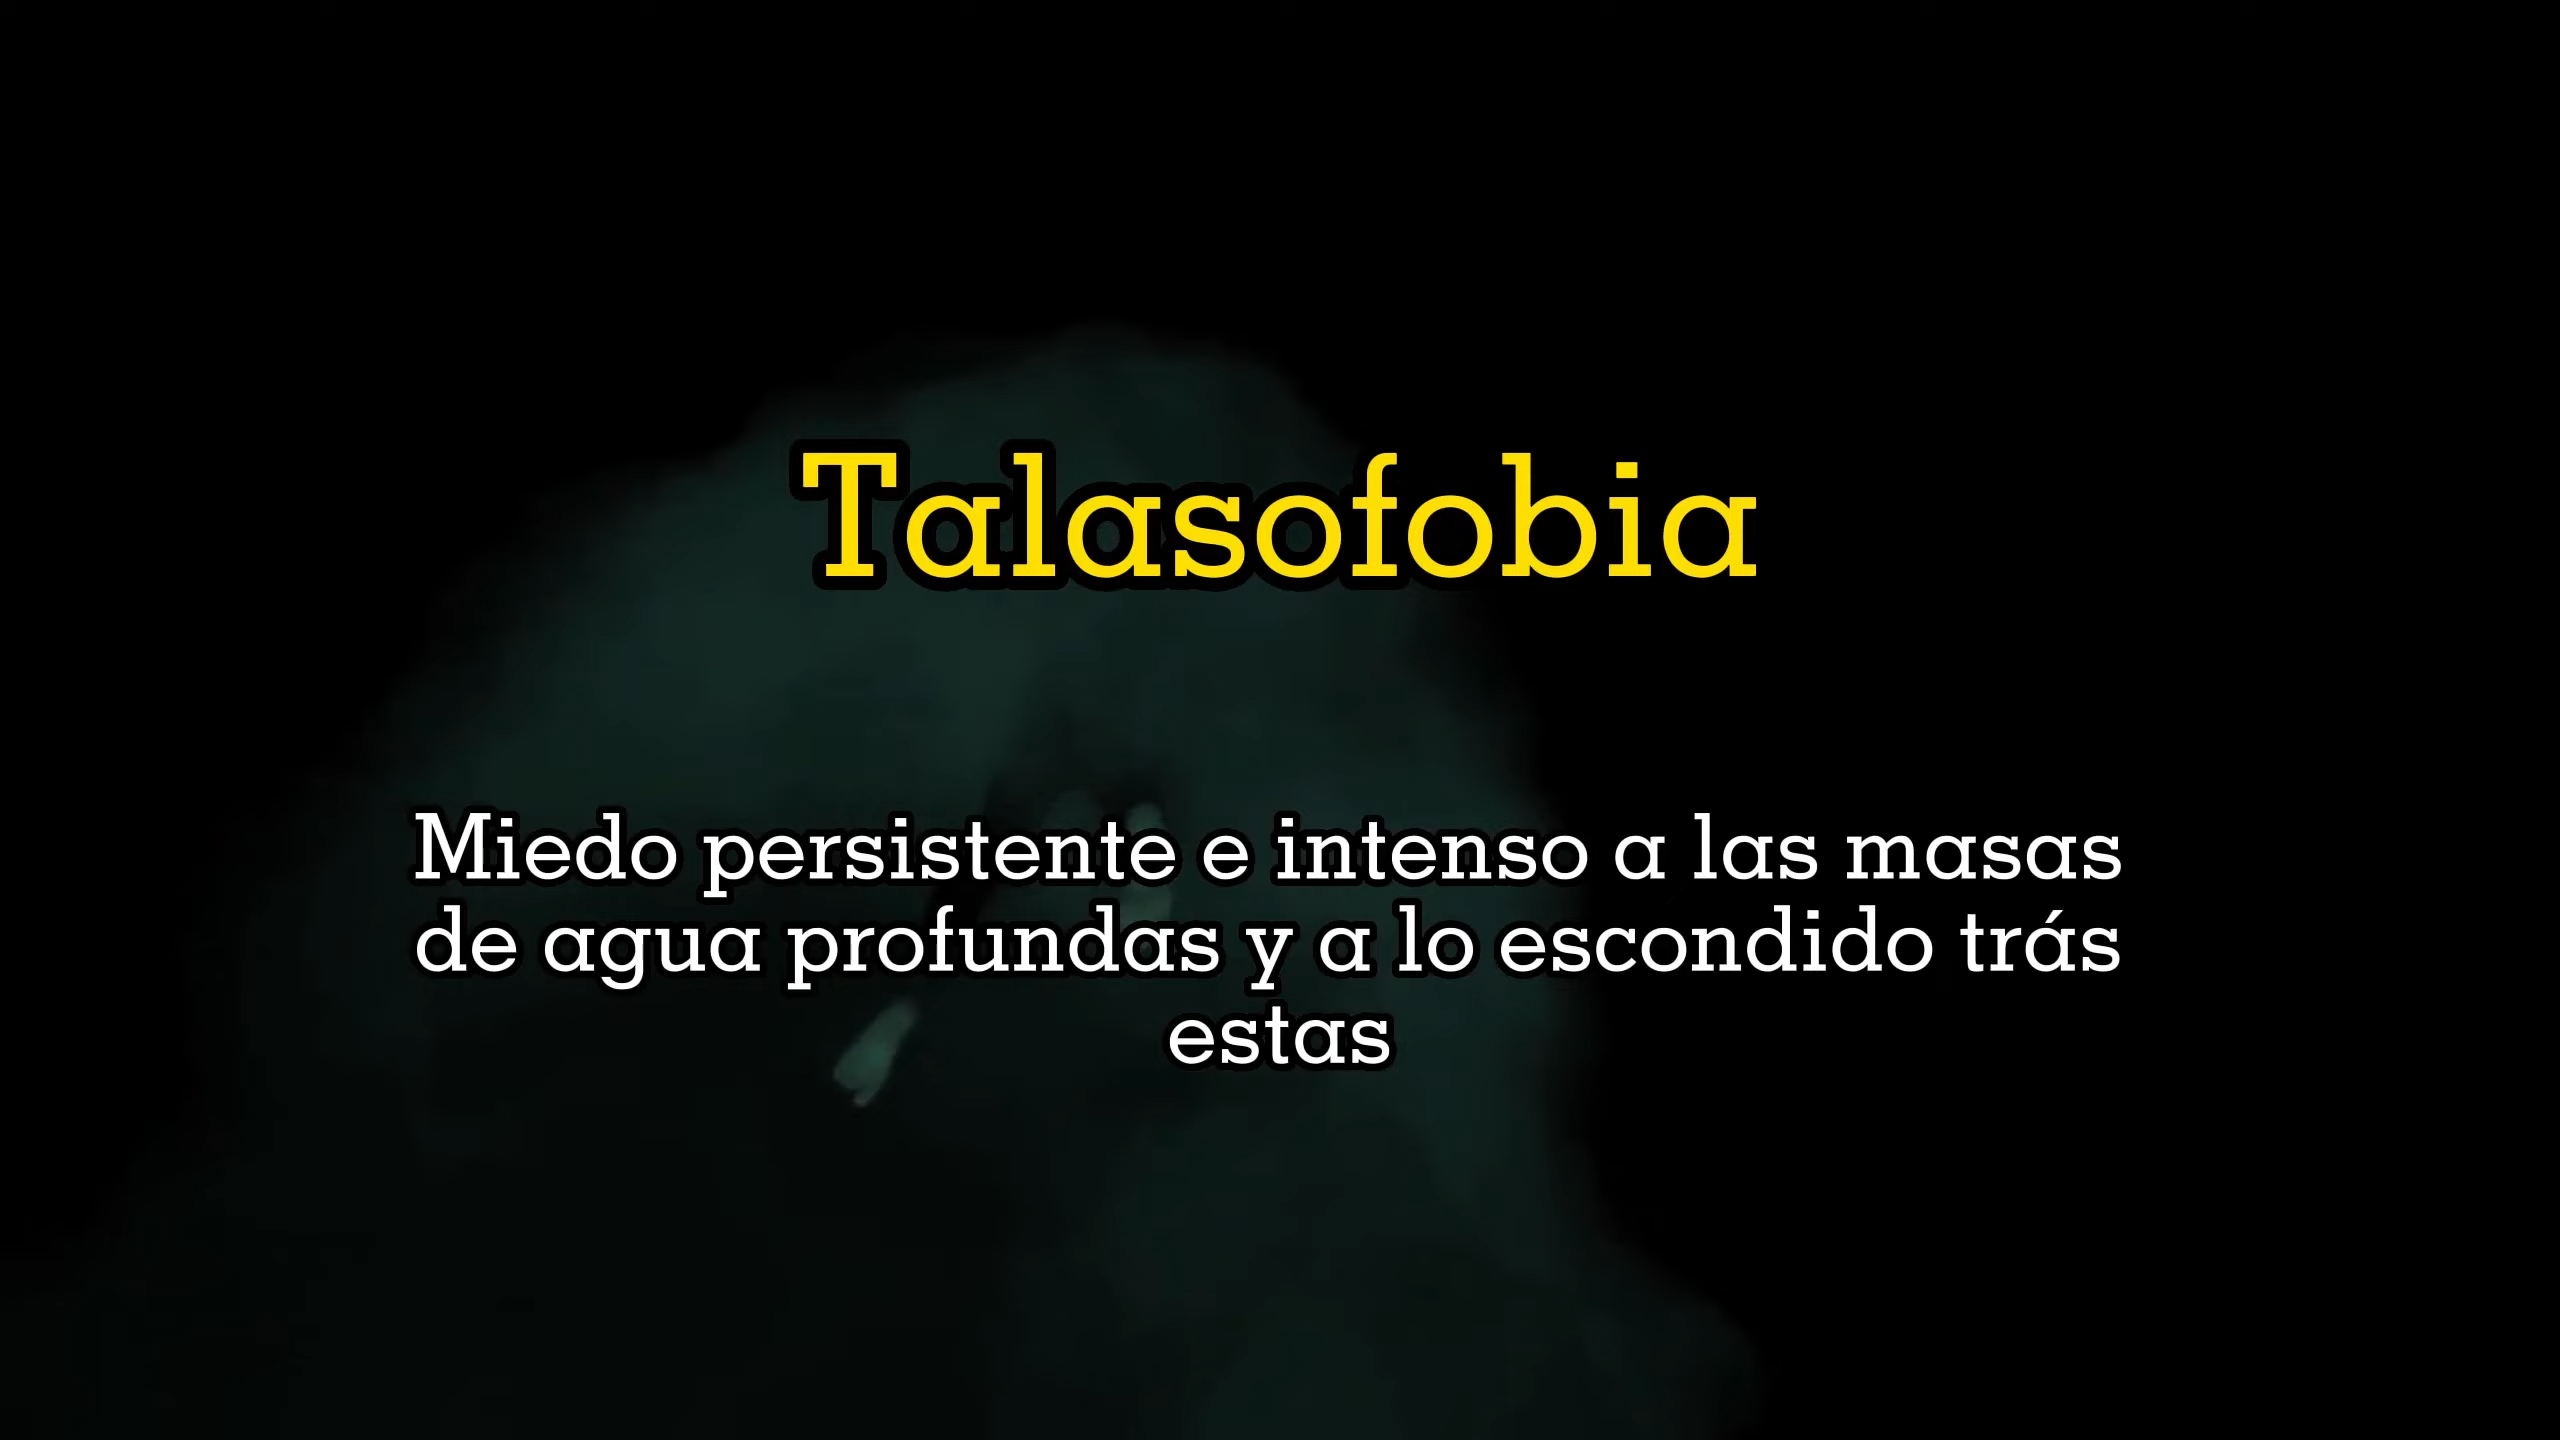 Talasofobia
Miedo persistente e intenso a las masas
de agua profundas y a lo escondido trás
estas